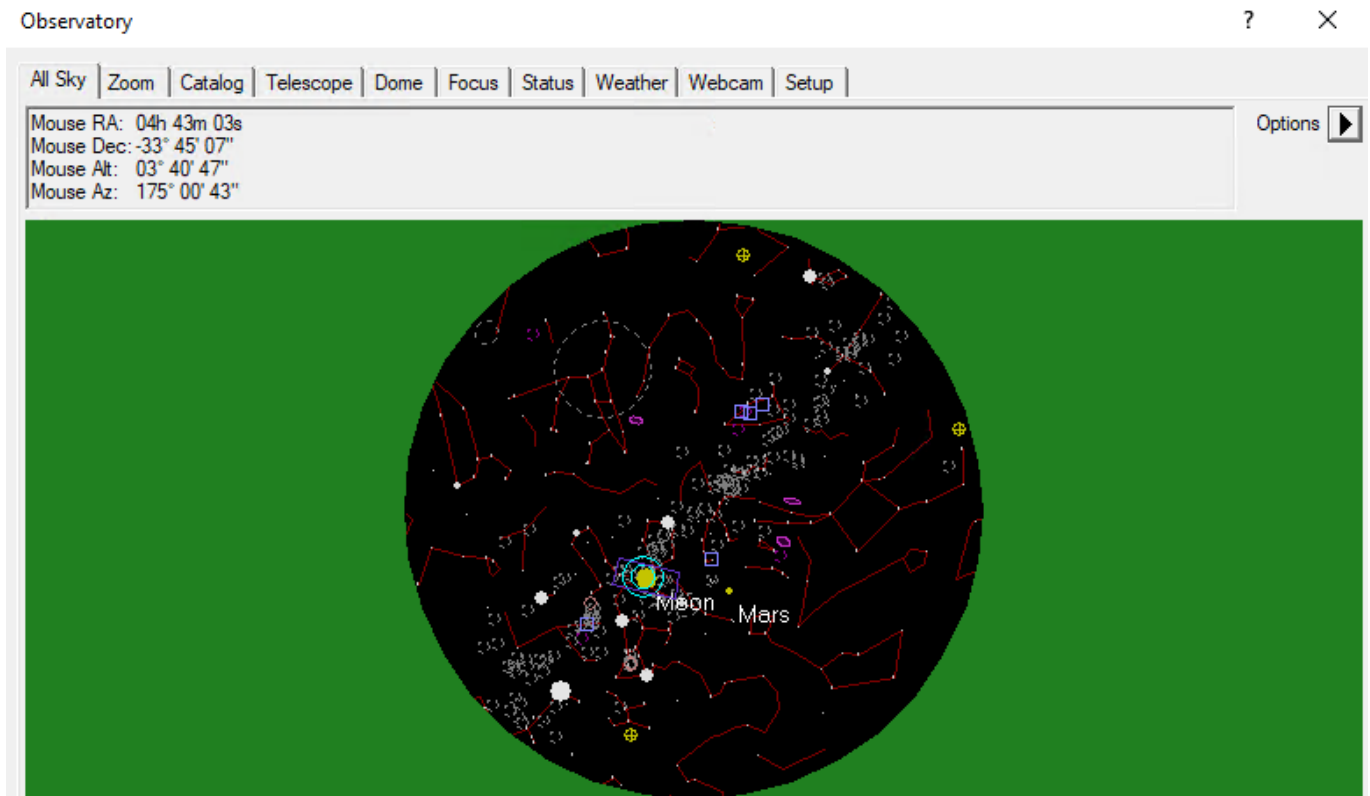 Observatory ?
All Sky Zoom Catalog Telescope Dome Focus Status Weather Webcam Setup
Mouse RA: 04h 43m 03s
Mouse Dec: -33° 45' 07"
Mouse Alt: 03° 40' 47"
Mouse Az: 175° 00' 43"
Options
Moon
Mars